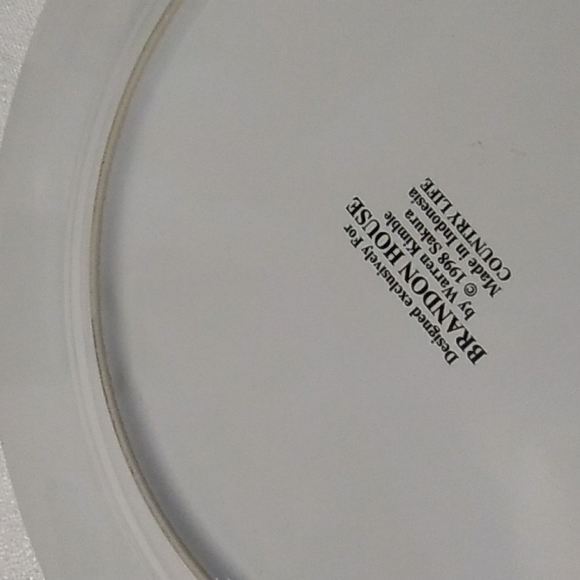 Designed exclusively For
BRANDON HOUSE
by Warren Kimble
© 1998 Sakura
Made in Indonesia
COUNTRY LIFE